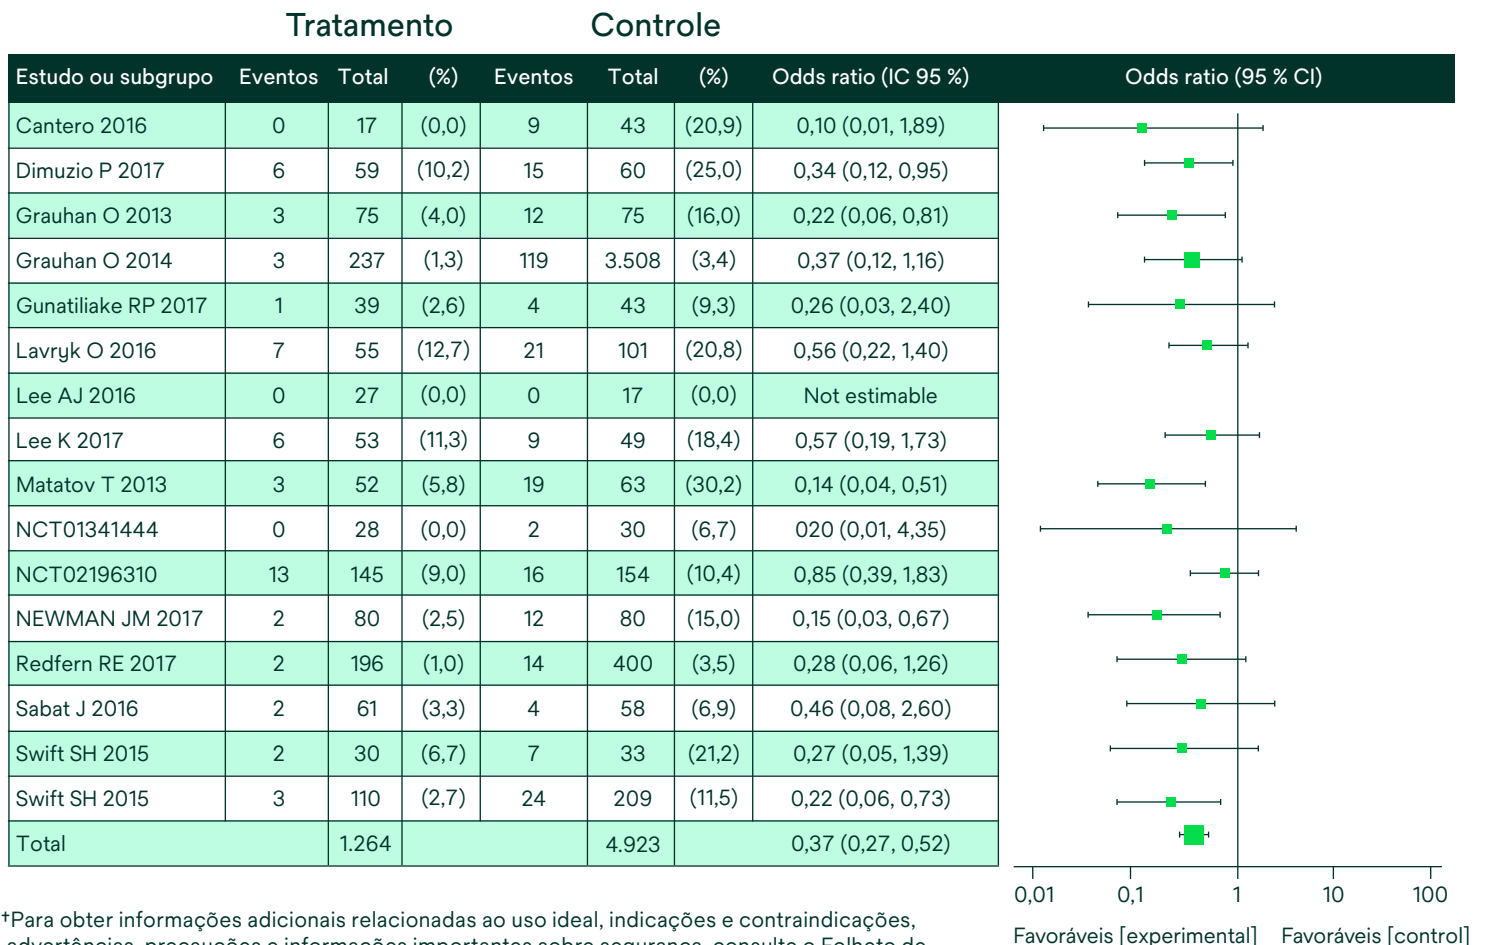 Tratamento Controle
Estudo ou subgrupo Eventos Total (%) Eventos Total (%) Odds ratio (IC 95 %) Odds ratio (95 % CI)
Cantero 2016 0 17 (0,0) 9 43 (20,9) 0,10 (0,01, 1,89)
Dimuzio P 2017 6 59 (10,2) 15 60 (25,0) 0,34 (0,12, 0,95)
Grauhan O 2013 3 75 (4,0) 12 75 (16,0) 0,22 (0,06, 0,81)
Grauhan O 2014 3 237 (1,3) 119 3.508 (3,4) 0,37 (0,12, 1,16)
Gunatiliake RP 2017 1 39 (2,6) 4 43 (9,3) 0,26 (0,03, 2,40)
Lavryk O 2016 7 55 (12,7) 21 101 (20,8) 0,56 (0,22, 1,40)
Lee AJ 2016 0 27 (0,0) 0 17 (0,0) Not estimable
Lee K 2017 6 53 (11,3) 9 49 (18,4) 0,57 (0,19, 1,73)
Matatov T 2013 3 52 (5,8) 19 63 (30,2) 0,14 (0,04, 0,51)
NCT01341444 0 28 (0,0) 2 30 (6,7) 020 (0,01, 4,35)
NCT02196310 13 145 (9,0) 16 154 (10,4) 0,85 (0,39, 1,83)
NEWMAN JM 2017 2 80 (2,5) 12 80 (15,0) 0,15 (0,03, 0,67)
Redfern RE 2017 2 196 (1,0) 14 400 (3,5) 0,28 (0,06, 1,26)
Sabat J 2016 2 61 (3,3) 4 58 (6,9) 0,46 (0,08, 2,60)
Swift SH 2015 2 30 (6,7) 7 33 (21,2) 0,27 (0,05, 1,39)
Swift SH 2015 3 110 (2,7) 24 209 (11,5) 0,22 (0,06, 0,73)
Total 1.264 4.923 0,37 (0,27, 0,52)
0,01 0,1 1 10 100
Favoráveis [experimental] Favoráveis [control]
†Para obter informações adicionais relacionadas ao uso ideal, indicações e contraindicações,
advertências, precauções e informações importantes sobre segurança, consulte o Folheto de